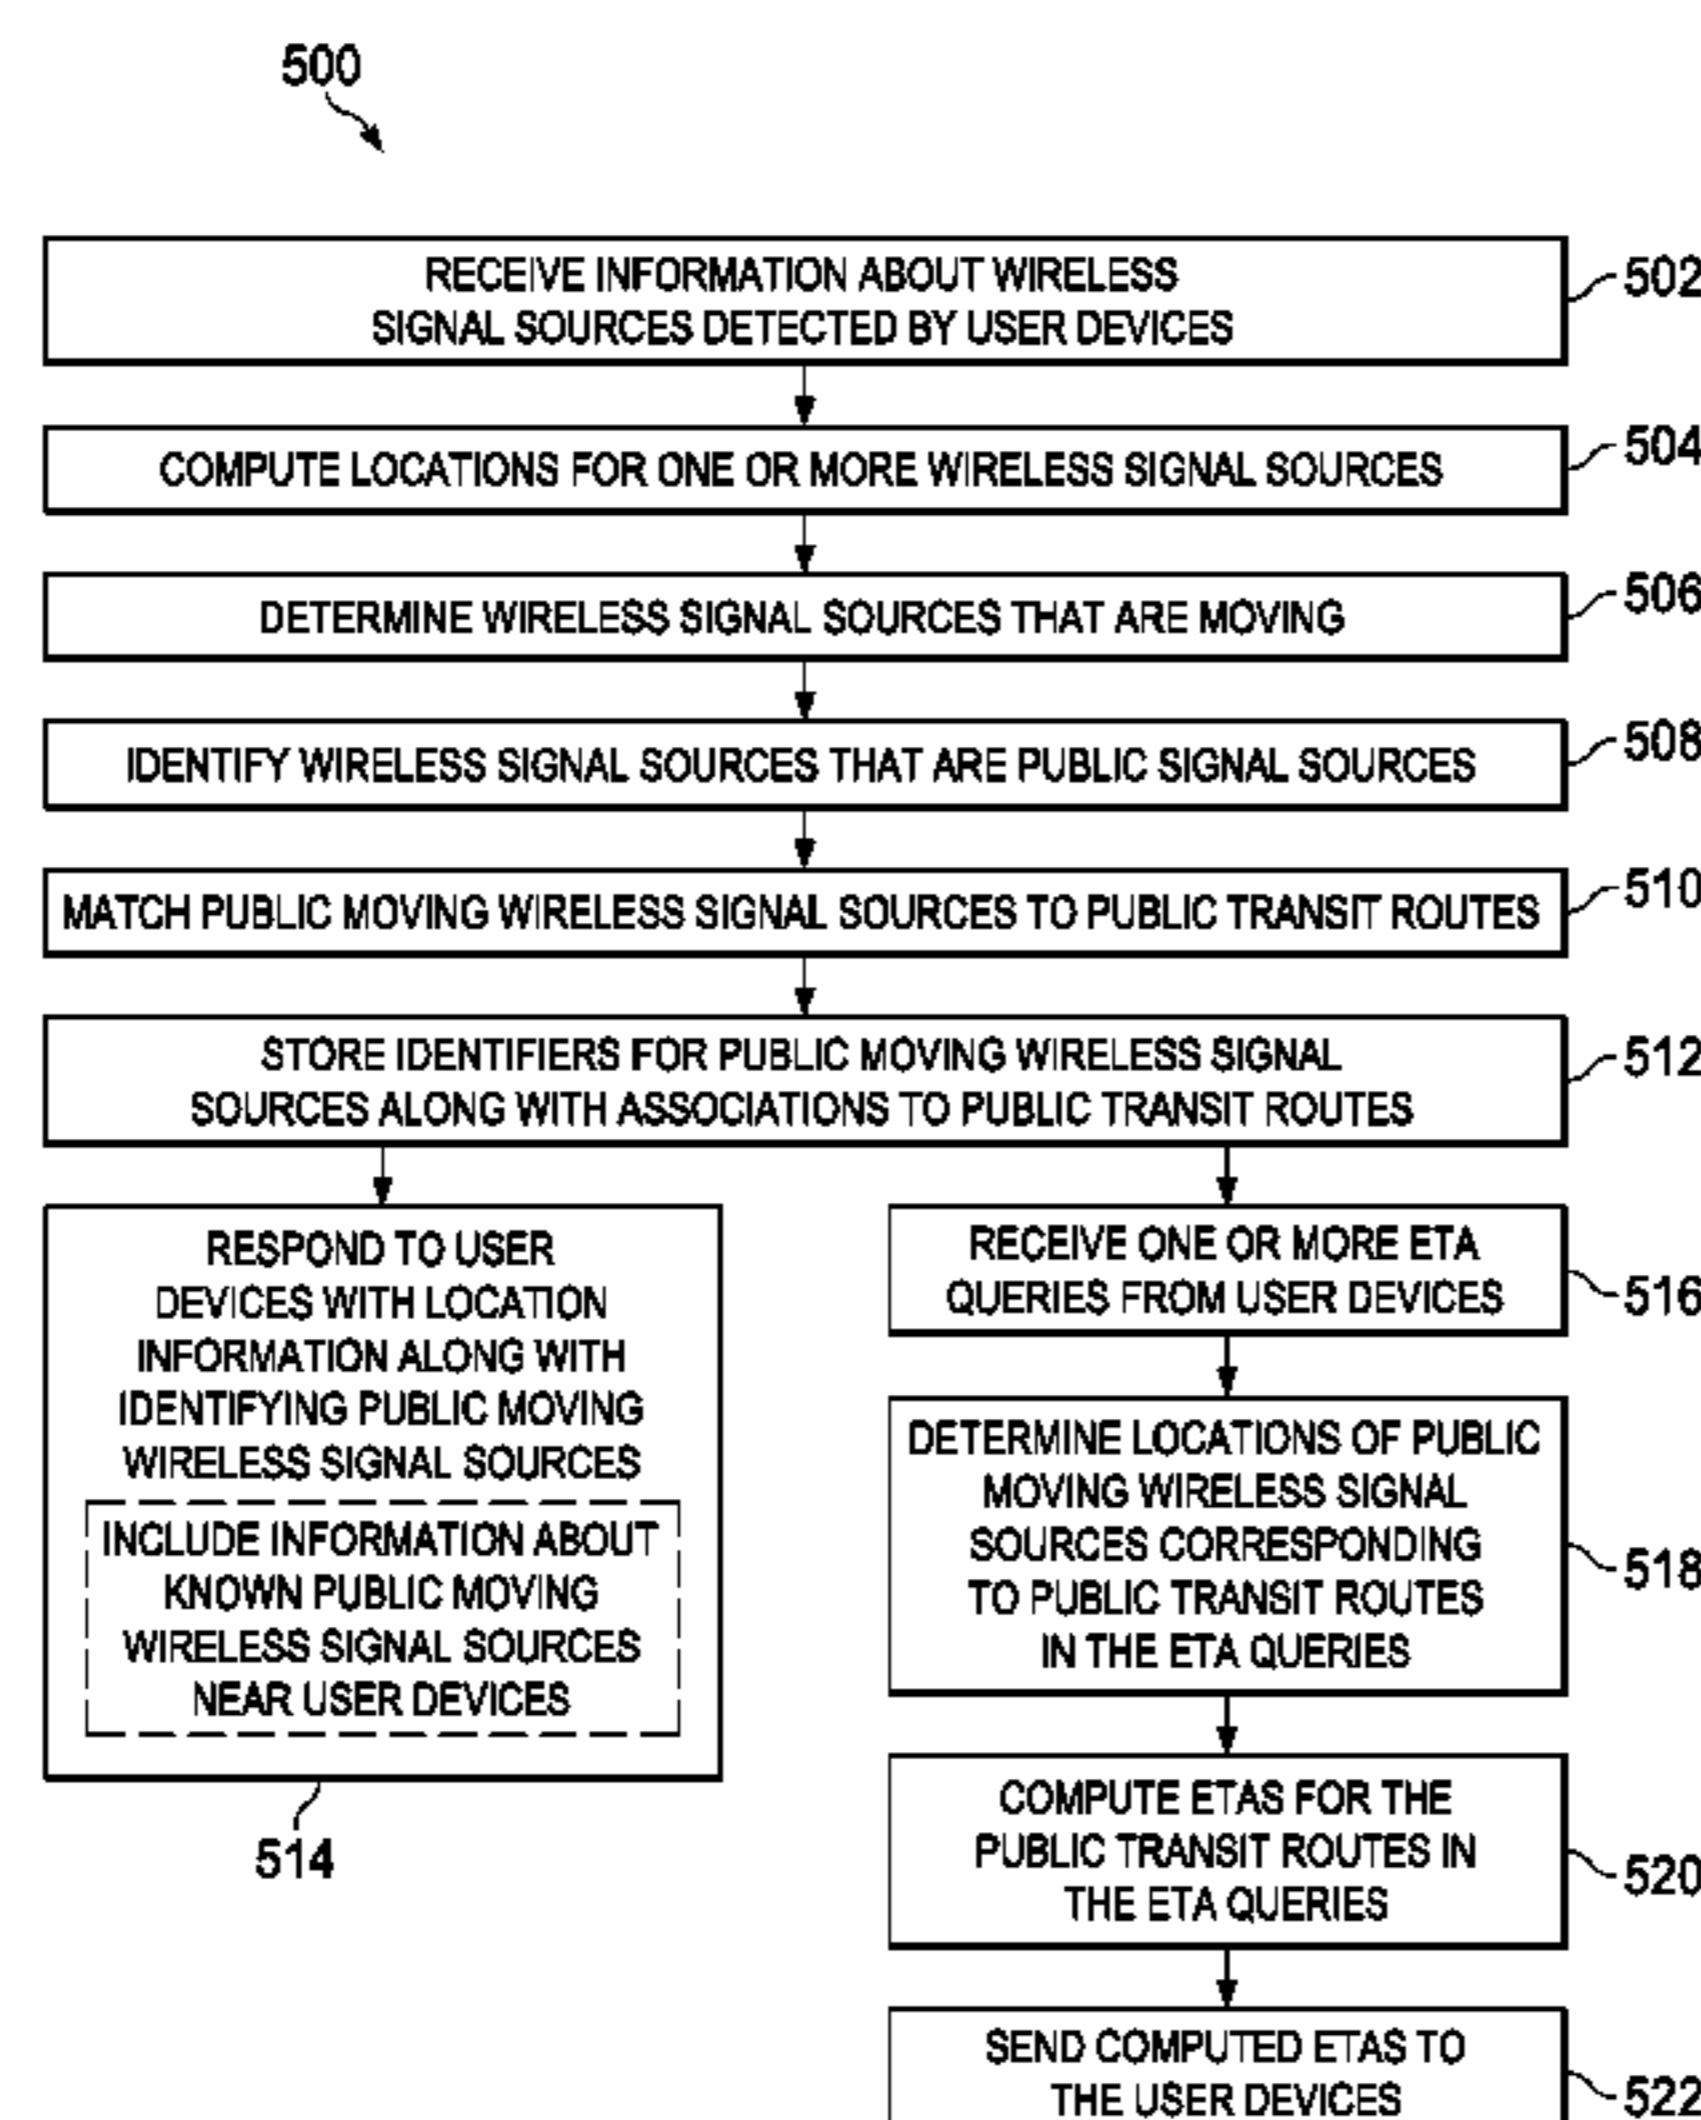 500
RECEIVE INFORMATION ABOUT WIRELESS
SIGNAL SOURCES DETECTED BY USER DEVICES
502
COMPUTE LOCATIONS FOR ONE OR MORE WIRELESS SIGNAL SOURCES
504
DETERMINE WIRELESS SIGNAL SOURCES THAT ARE MOVING
506
IDENTIFY WIRELESS SIGNAL SOURCES THAT ARE PUBLIC SIGNAL SOURCES
508
MATCH PUBLIC MOVING WIRELESS SIGNAL SOURCES TO PUBLIC TRANSIT ROUTES
510
STORE IDENTIFIERS FOR PUBLIC MOVING WIRELESS SIGNAL
SOURCES ALONG WITH ASSOCIATIONS TO PUBLIC TRANSIT ROUTES
512
RESPOND TO USER
DEVICES WITH LOCATION
INFORMATION ALONG WITH
IDENTIFYING PUBLIC MOVING
WIRELESS SIGNAL SOURCES
INCLUDE INFORMATION ABOUT
KNOWN PUBLIC MOVING
WIRELESS SIGNAL SOURCES
NEAR USER DEVICES
514
RECEIVE ONE OR MORE ETA
QUERIES FROM USER DEVICES
516
DETERMINE LOCATIONS OF PUBLIC
MOVING WIRELESS SIGNAL
SOURCES CORRESPONDING
TO PUBLIC TRANSIT ROUTES
IN THE ETA QUERIES
518
COMPUTE ETAS FOR THE
PUBLIC TRANSIT ROUTES IN
THE ETA QUERIES
520
SEND COMPUTED ETAS TO
THE USER DEVICES
522